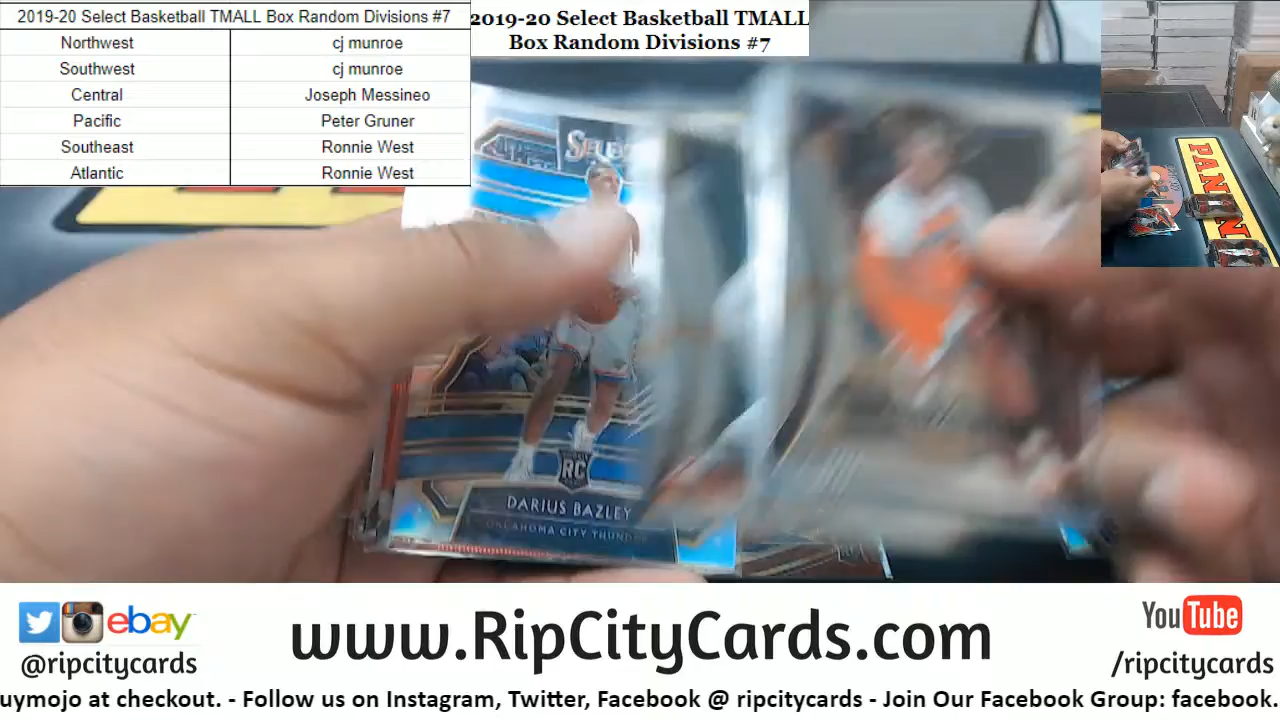 2019-20 Select Basketball TMALL Box Random Divisions #7
Northwest cj munroe
Southwest cj munroe
Central Joseph Messineo
Pacific Peter Gruner
Southeast Ronnie West
Atlantic Ronnie West
2019-20 Select Basketball TMALL
Box Random Divisions #7
SELECT
RC
DARIUS BAZLEY
OKLAHOMA CITY THUNDER
PANINI
ebay
@ripcitycards
www.RipCityCards.com
YouTube
/ripcitycards
uymojo at checkout. - Follow us on Instagram, Twitter, Facebook @ ripcitycards - Join Our Facebook Group: facebook.